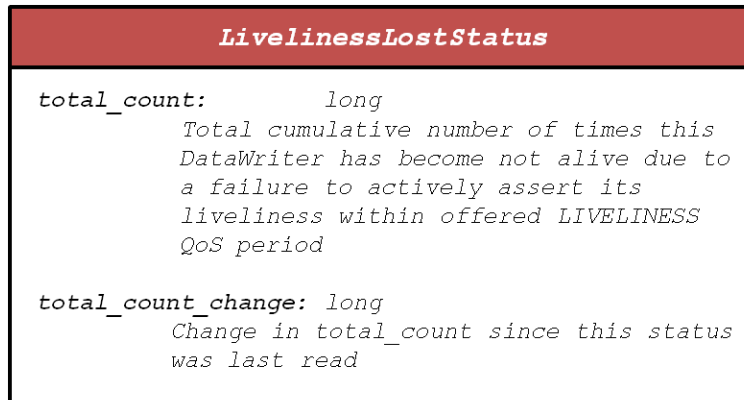 LivelinessLostStatus
total_count: long
Total cumulative number of times this
DataWriter has become not alive due to
a failure to actively assert its
liveliness within offered LIVELINESS
QoS period
total_count_change: long
Change in total_count since this status
was last read